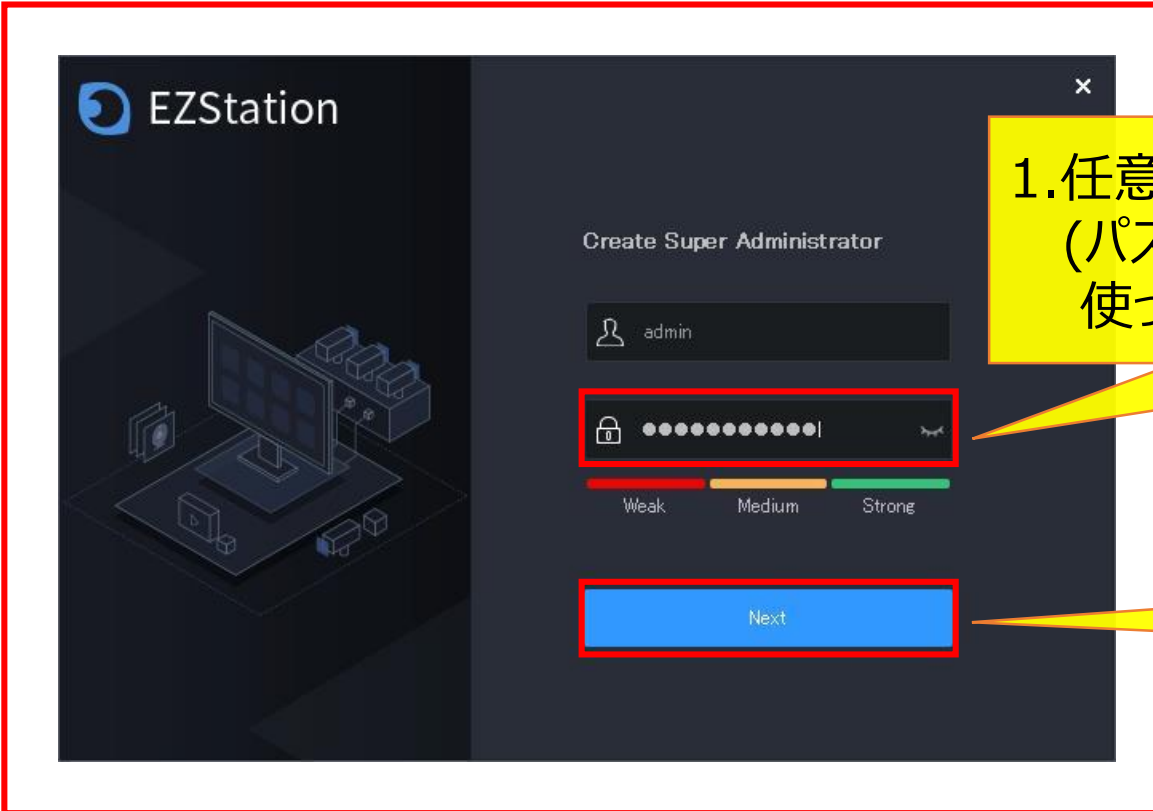 EZStation
×
Create Super Administrator
admin
●●●●●●●●●●●
Weak Medium Strong
Next
1.任意
(パス
使っ